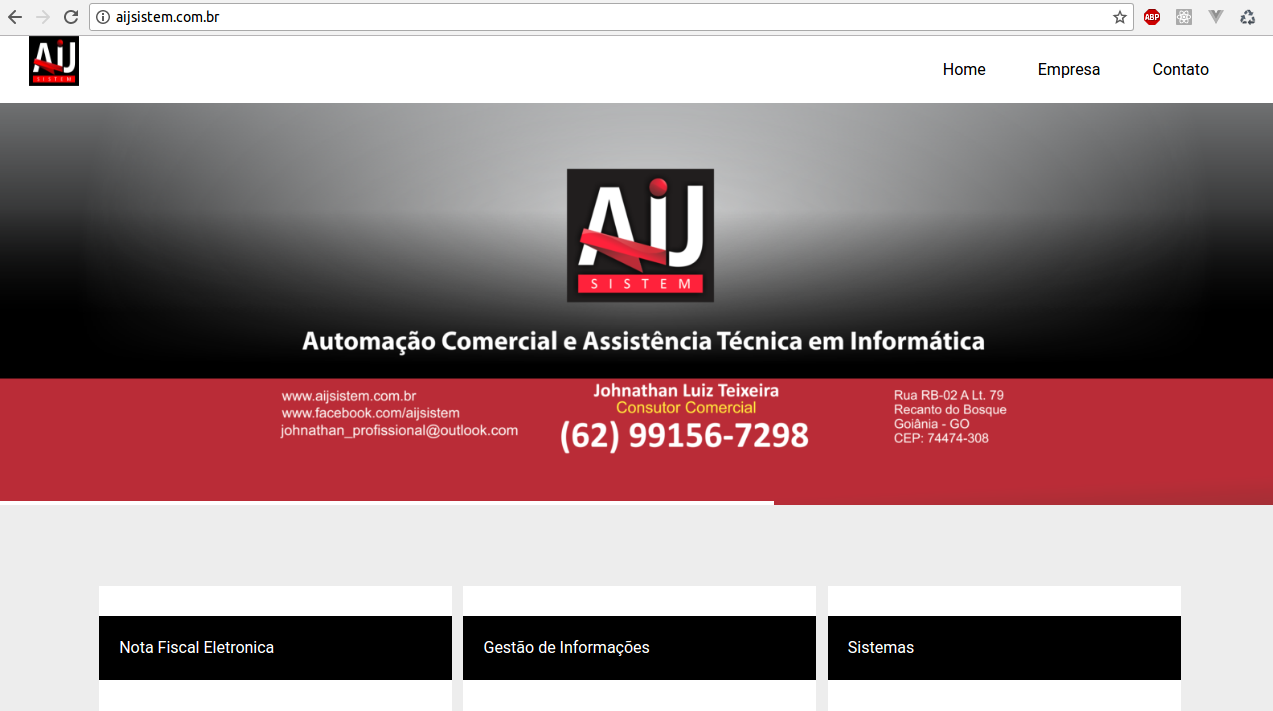 aijsistem.com.br
ABP
AiJ
SISTEM
Home
Empresa
Contato
AiJ
SISTEM
Automação Comercial e Assistência Técnica em Informática
www.aijsistem.com.br
www.facebook.com/aijsistem
johnathan_profissional@outlook.com
Johnathan Luiz Teixeira
Consutor Comercial
(62) 99156-7298
Rua RB-02 A Lt. 79
Recanto do Bosque
Goiânia - GO
CEP: 74474-308
Nota Fiscal Eletronica
Gestão de Informações
Sistemas